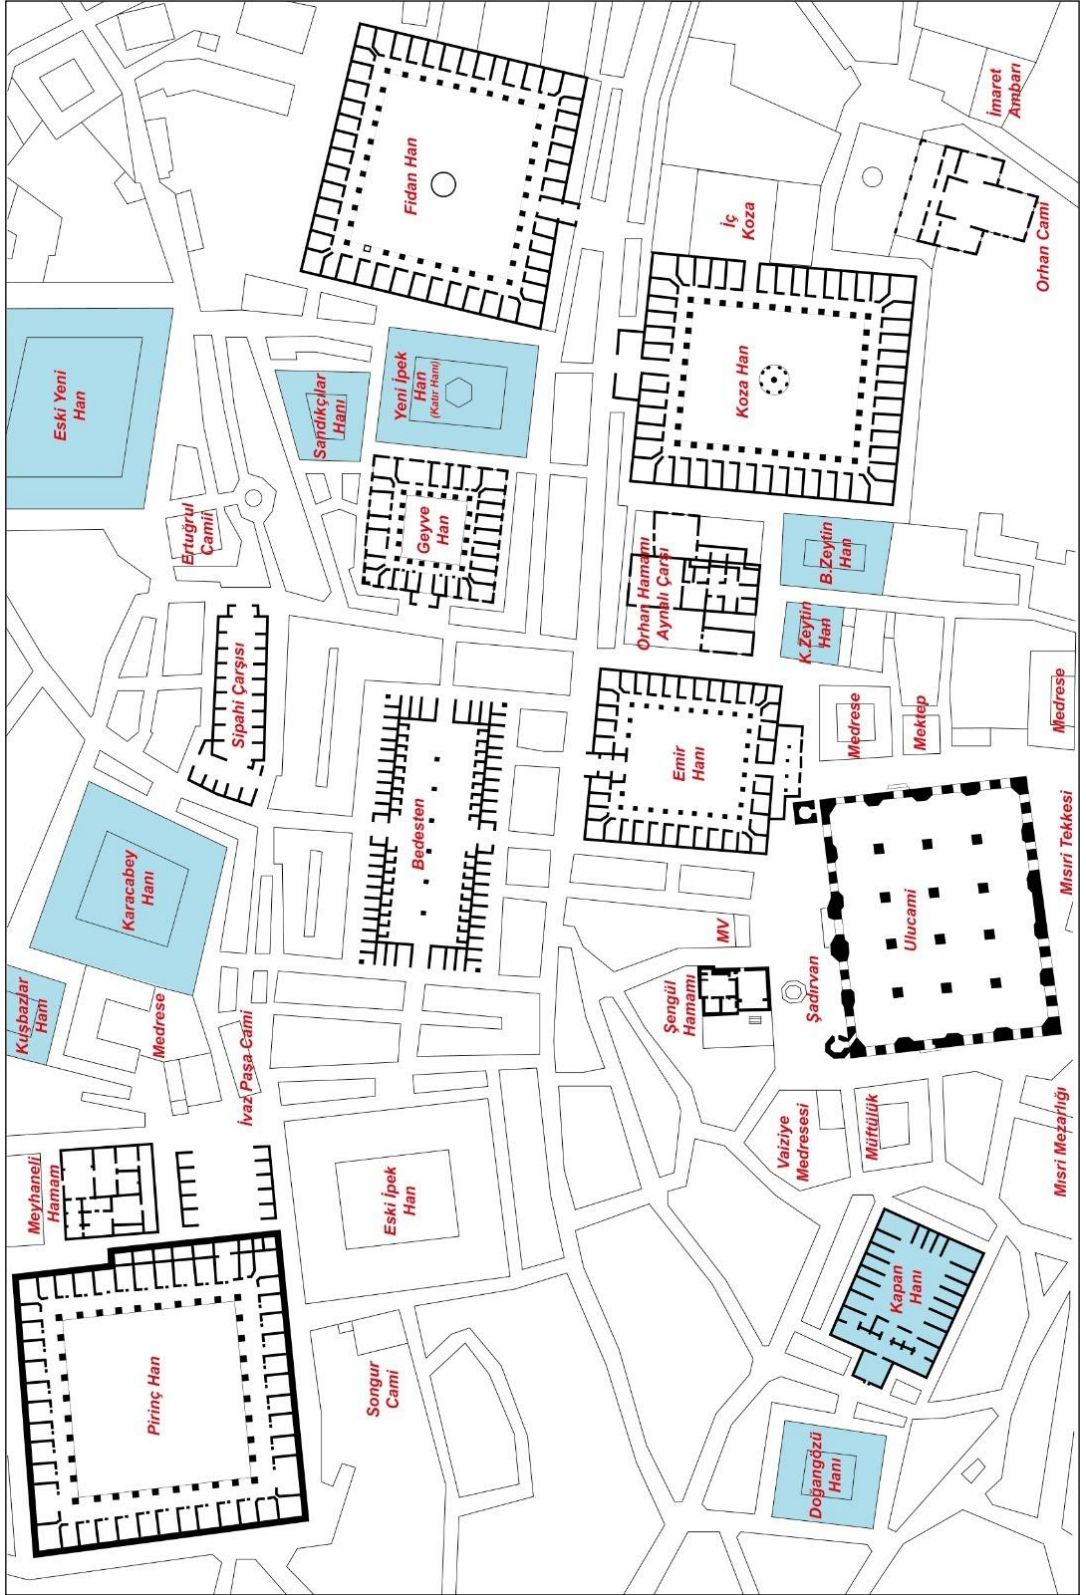 Meyhaneli
Hamam
Kuşbazlar
Ham
Karacabey
Hanı
Eski Yeni
Han
Medrese
İvaz Paşa Cami
Sipahi Çarşısı
Ertuğrul
Camii
Sandıkçılar
Hanı
Pirinç Han
Songur
Cami
Eski İpek
Han
Bedesten
Geyve
Han
Yeni İpek
Han
(Katır Hanı)
Fidan Han
Şengül
Hamamı
MV
Emir
Hanı
Orhan Hamamı
Aynalı Çarşı
Koza Han
İç
Koza
Doğangözü
Hanı
Kapan
Hanı
Vaiziye
Medresesi
Müftülük
Şadırvan
Ulucami
Medrese
Mektep
K.Zeytin
Han
B.Zeytin
Han
İmaret
Ambarı
Orhan Cami
Mısri Mezarlığı
Mısıri Tekkesi
Medrese